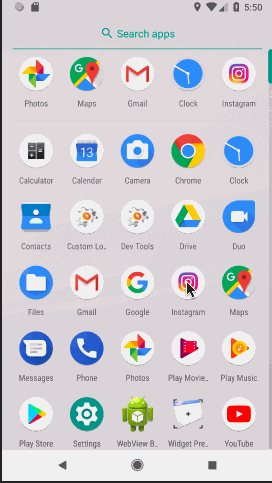 5:50
Search apps
Photos Maps Gmail Clock Instagram
Calculator Calendar Camera Chrome Clock
13
Contacts Custom Lo.. Dev Tools Drive Duo
Files Gmail Google Instagram Maps
Messages Phone Photos Play Movie.. Play Music
Play Store Settings WebView B.. Widget Pre.. YouTube